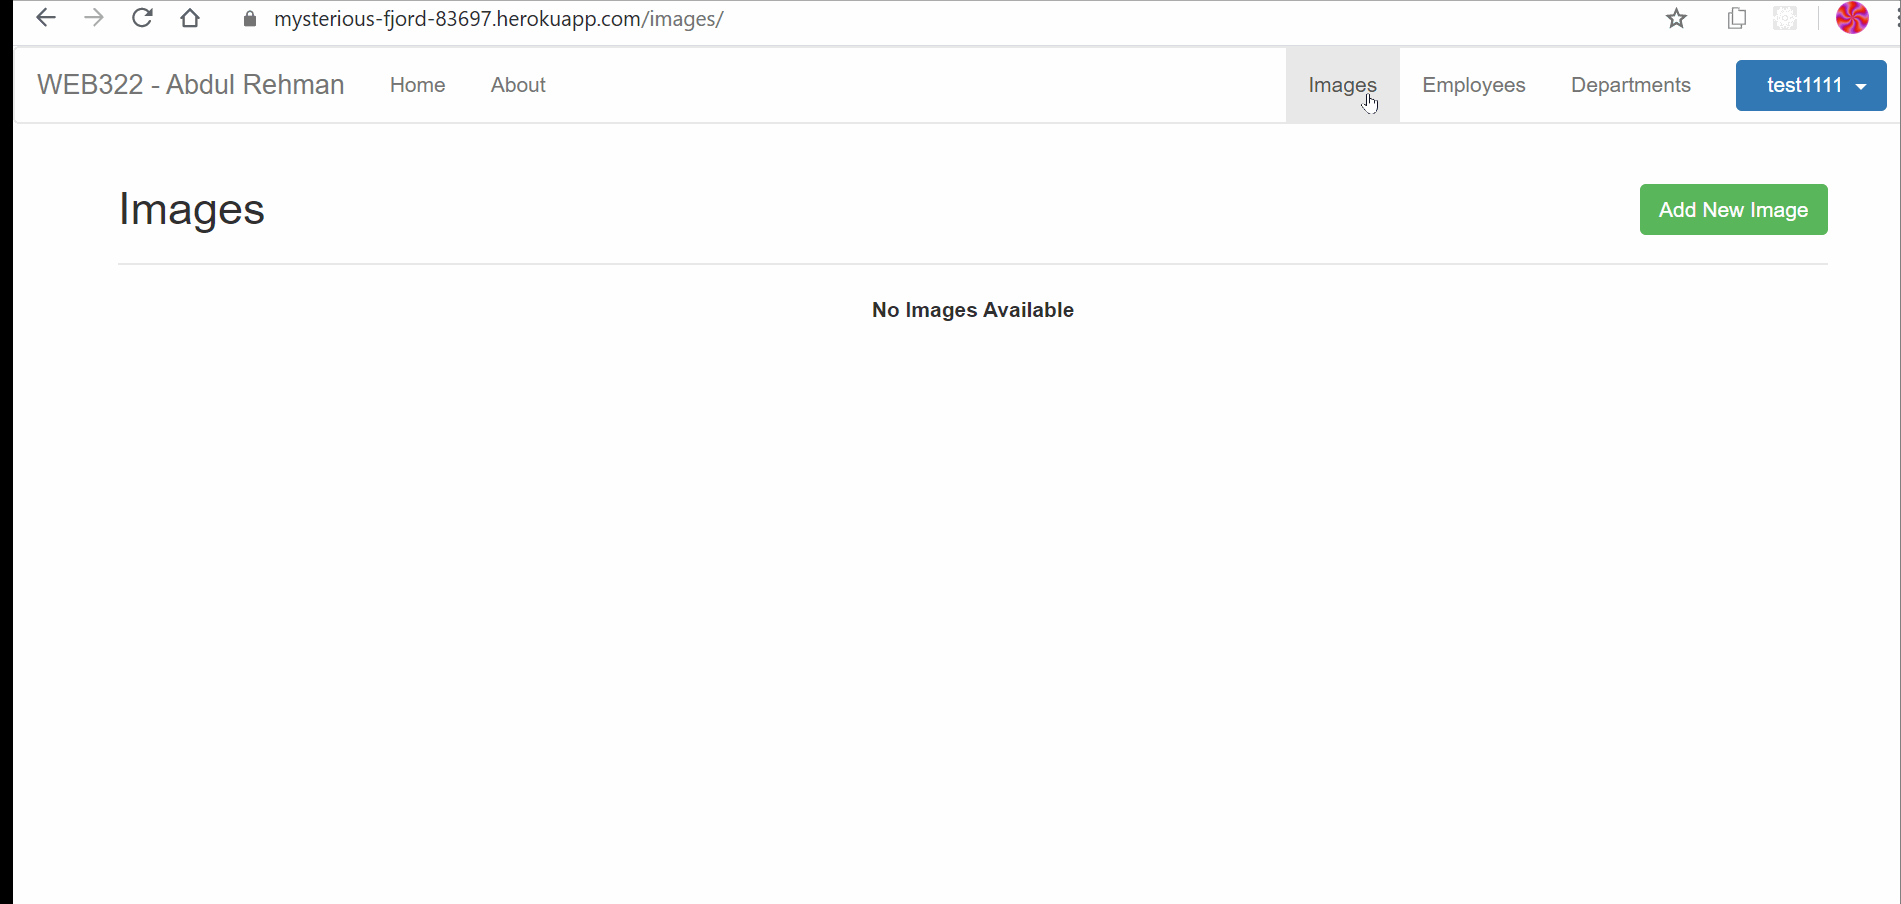 mysterious-fjord-83697.herokuapp.com/images/
WEB322 - Abdul Rehman Home About Images Employees Departments test1111
Images Add New Image
No Images Available